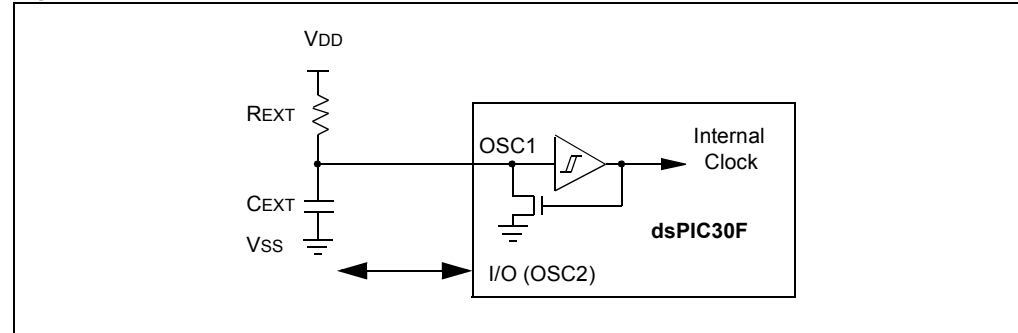 VDD
REXT
OSC1
Internal
Clock
CEXT
VSS
dsPIC30F
I/O (OSC2)